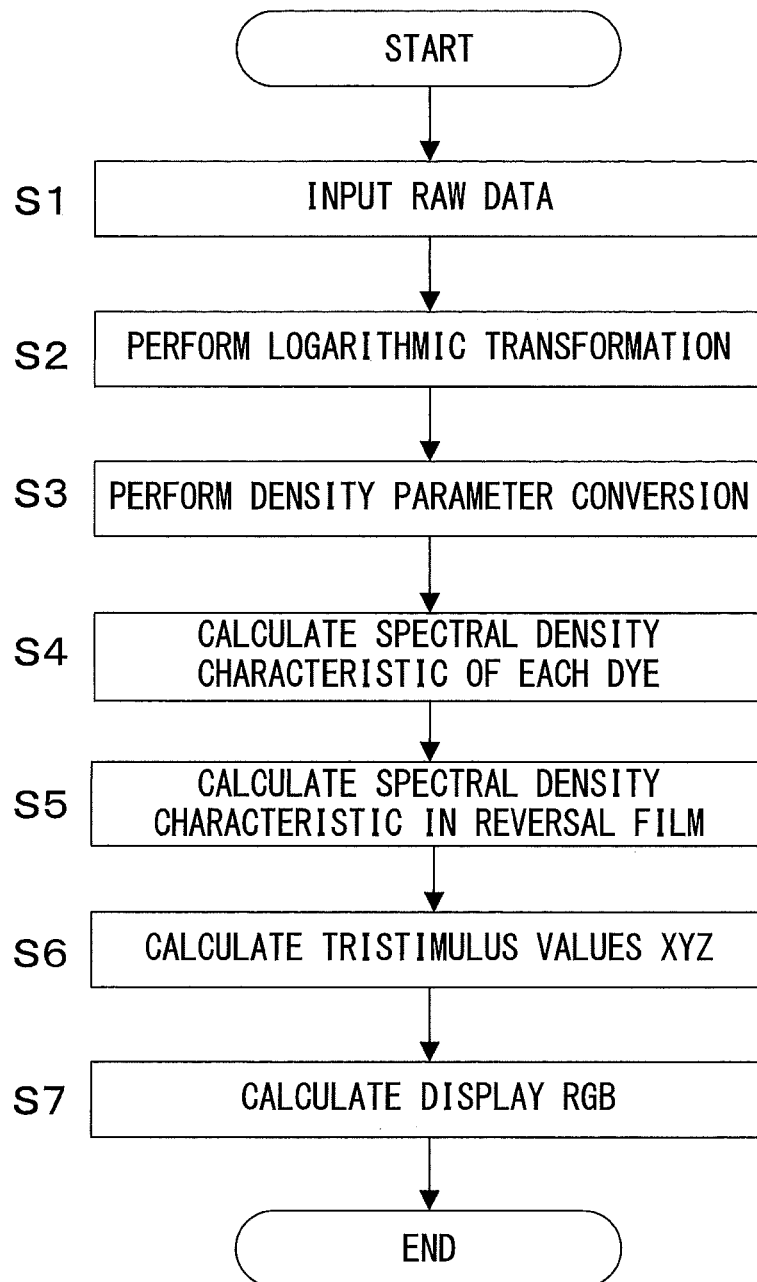 START
S1
INPUT RAW DATA
S2
PERFORM LOGARITHMIC TRANSFORMATION
S3
PERFORM DENSITY PARAMETER CONVERSION
S4
CALCULATE SPECTRAL DENSITY
CHARACTERISTIC OF EACH DYE
S5
CALCULATE SPECTRAL DENSITY
CHARACTERISTIC IN REVERSAL FILM
S6
CALCULATE TRISTIMULUS VALUES XYZ
S7
CALCULATE DISPLAY RGB
END